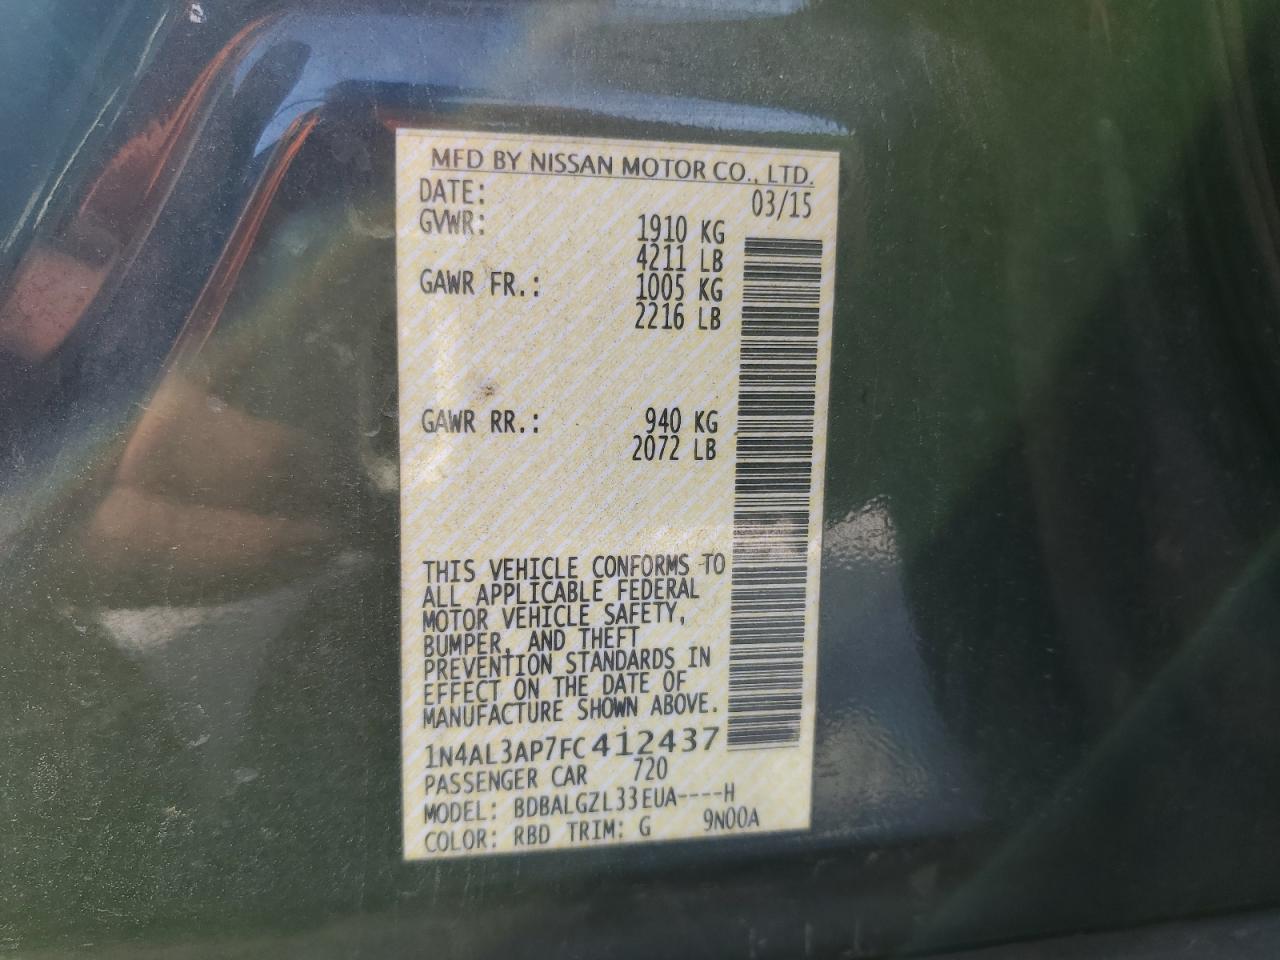 MFD BY NISSAN MOTOR CO., LTD.
DATE: 03/15
GVWR: 1910 KG
4211 LB
GAWR FR.: 1005 KG
2216 LB
GAWR RR.: 940 KG
2072 LB
THIS VEHICLE CONFORMS TO
ALL APPLICABLE FEDERAL
MOTOR VEHICLE SAFETY,
BUMPER, AND THEFT
PREVENTION STANDARDS IN
EFFECT ON THE DATE OF
MANUFACTURE SHOWN ABOVE.
1N4AL3AP7FC412437
PASSENGER CAR 720
MODEL: BDBALGZL33EUA----H
COLOR: RBD TRIM: G 9N00A